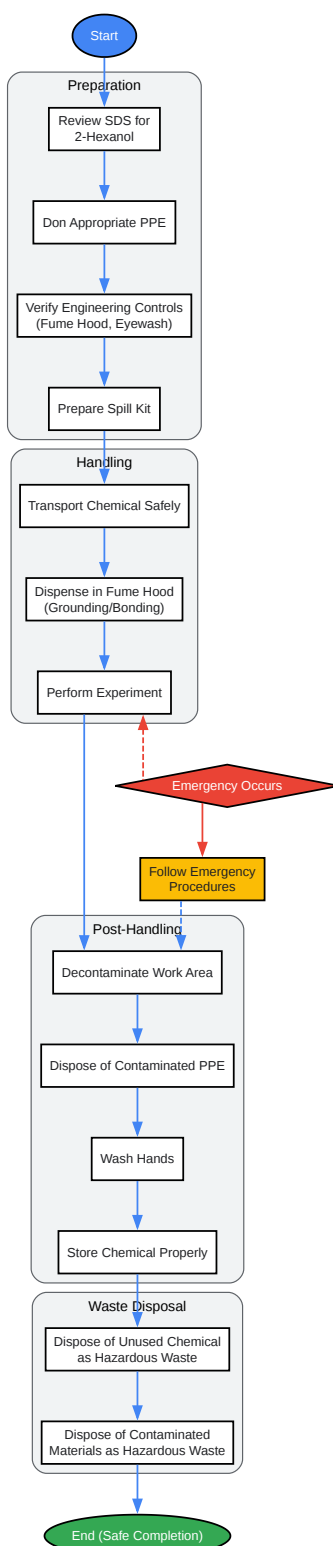 Start
Preparation
Review SDS for
2-Hexanol
Don Appropriate PPE
Verify Engineering Controls
(Fume Hood, Eyewash)
Prepare Spill Kit
Handling
Transport Chemical Safely
Dispense in Fume Hood
(Grounding/Bonding)
Perform Experiment
Emergency Occurs
Follow Emergency
Procedures
Post-Handling
Decontaminate Work Area
Dispose of Contaminated PPE
Wash Hands
Store Chemical Properly
Waste Disposal
Dispose of Unused Chemical
as Hazardous Waste
Dispose of Contaminated
Materials as Hazardous Waste
End (Safe Completion)